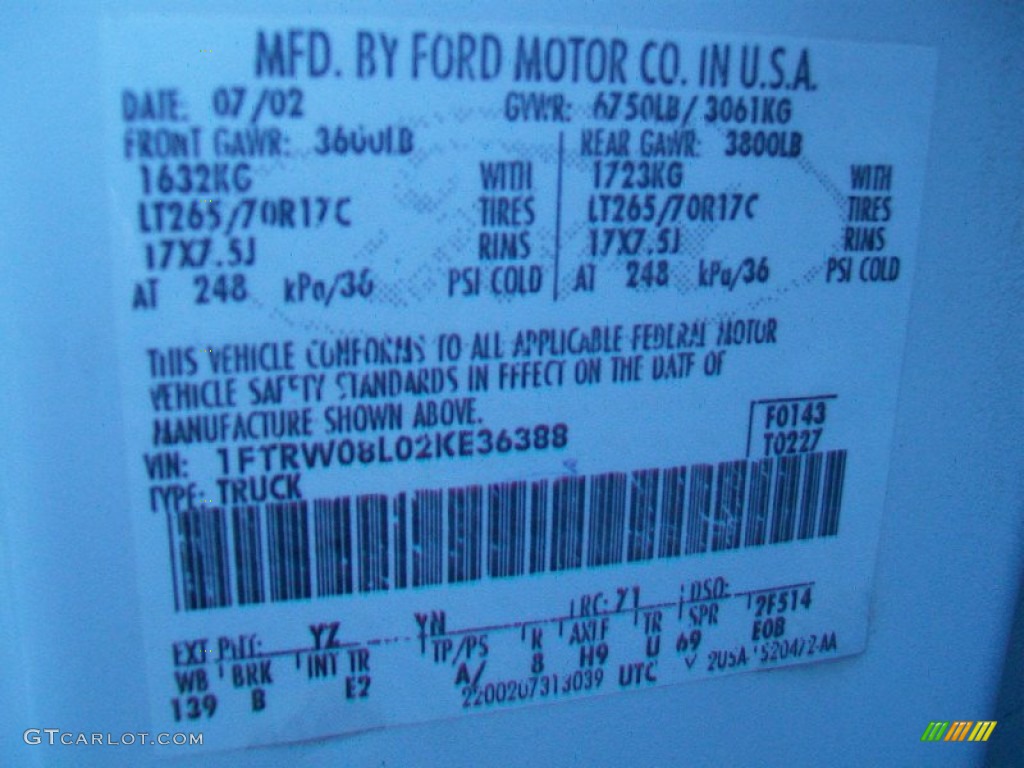 MFD. BY FORD MOTOR CO. IN U.S.A.
DATE: 07/02 GVWR: 6750LB/3061KG
FRONT GAWR: 3600LB REAR GAWR: 3800LB
1632KG WITH 1723KG WITH
LT265/70R17C TIRES LT265/70R17C TIRES
17X7.5J RIMS 17X7.5J RIMS
AT 248 kPa/36 PSI COLD AT 248 kPa/36 PSI COLD
THIS VEHICLE CONFORMS TO ALL APPLICABLE FEDERAL MOTOR
VEHICLE SAFETY STANDARDS IN EFFECT ON THE DATE OF
MANUFACTURE SHOWN ABOVE.
VIN: 1FTRW08L02KE36388 F0143
TYPE: TRUCK T0227
EXT PNT: YZ YN RC: 71 DSO: 2F514
WB BRK INT TR TP/PS R AXLE TR SPR E0B
139 B E2 A/ 8 H9 U 69
2200207313039 UTC V 2USA 1520472-AA
GTCARLOT.COM